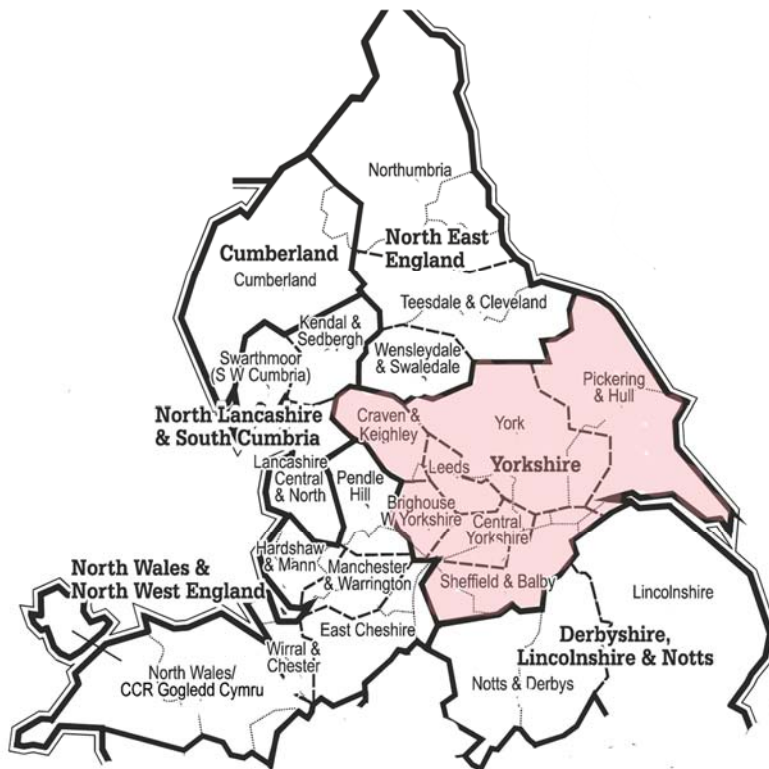 Northumbria
North East
England
Cumberland
Cumberland
Teesdale & Cleveland
Kendal &
Sedbergh
Wensleydale
& Swaledale
Swarthmoor
(S W Cumbria)
Pickering
& Hull
North Lancashire
& South Cumbria
Craven &
Keighley
York
Leeds
Yorkshire
Lancashire
Central
& North
Pendle
Hill
Brighouse
W Yorkshire
Central
Yorkshire
Hardshaw
& Mann
Manchester
& Warrington
North Wales &
North West England
Sheffield & Balby
Lincolnshire
East Cheshire
Wirral &
Chester
Derbyshire,
Lincolnshire & Notts
North Wales/
CCR Gogledd Cymru
Notts & Derbys